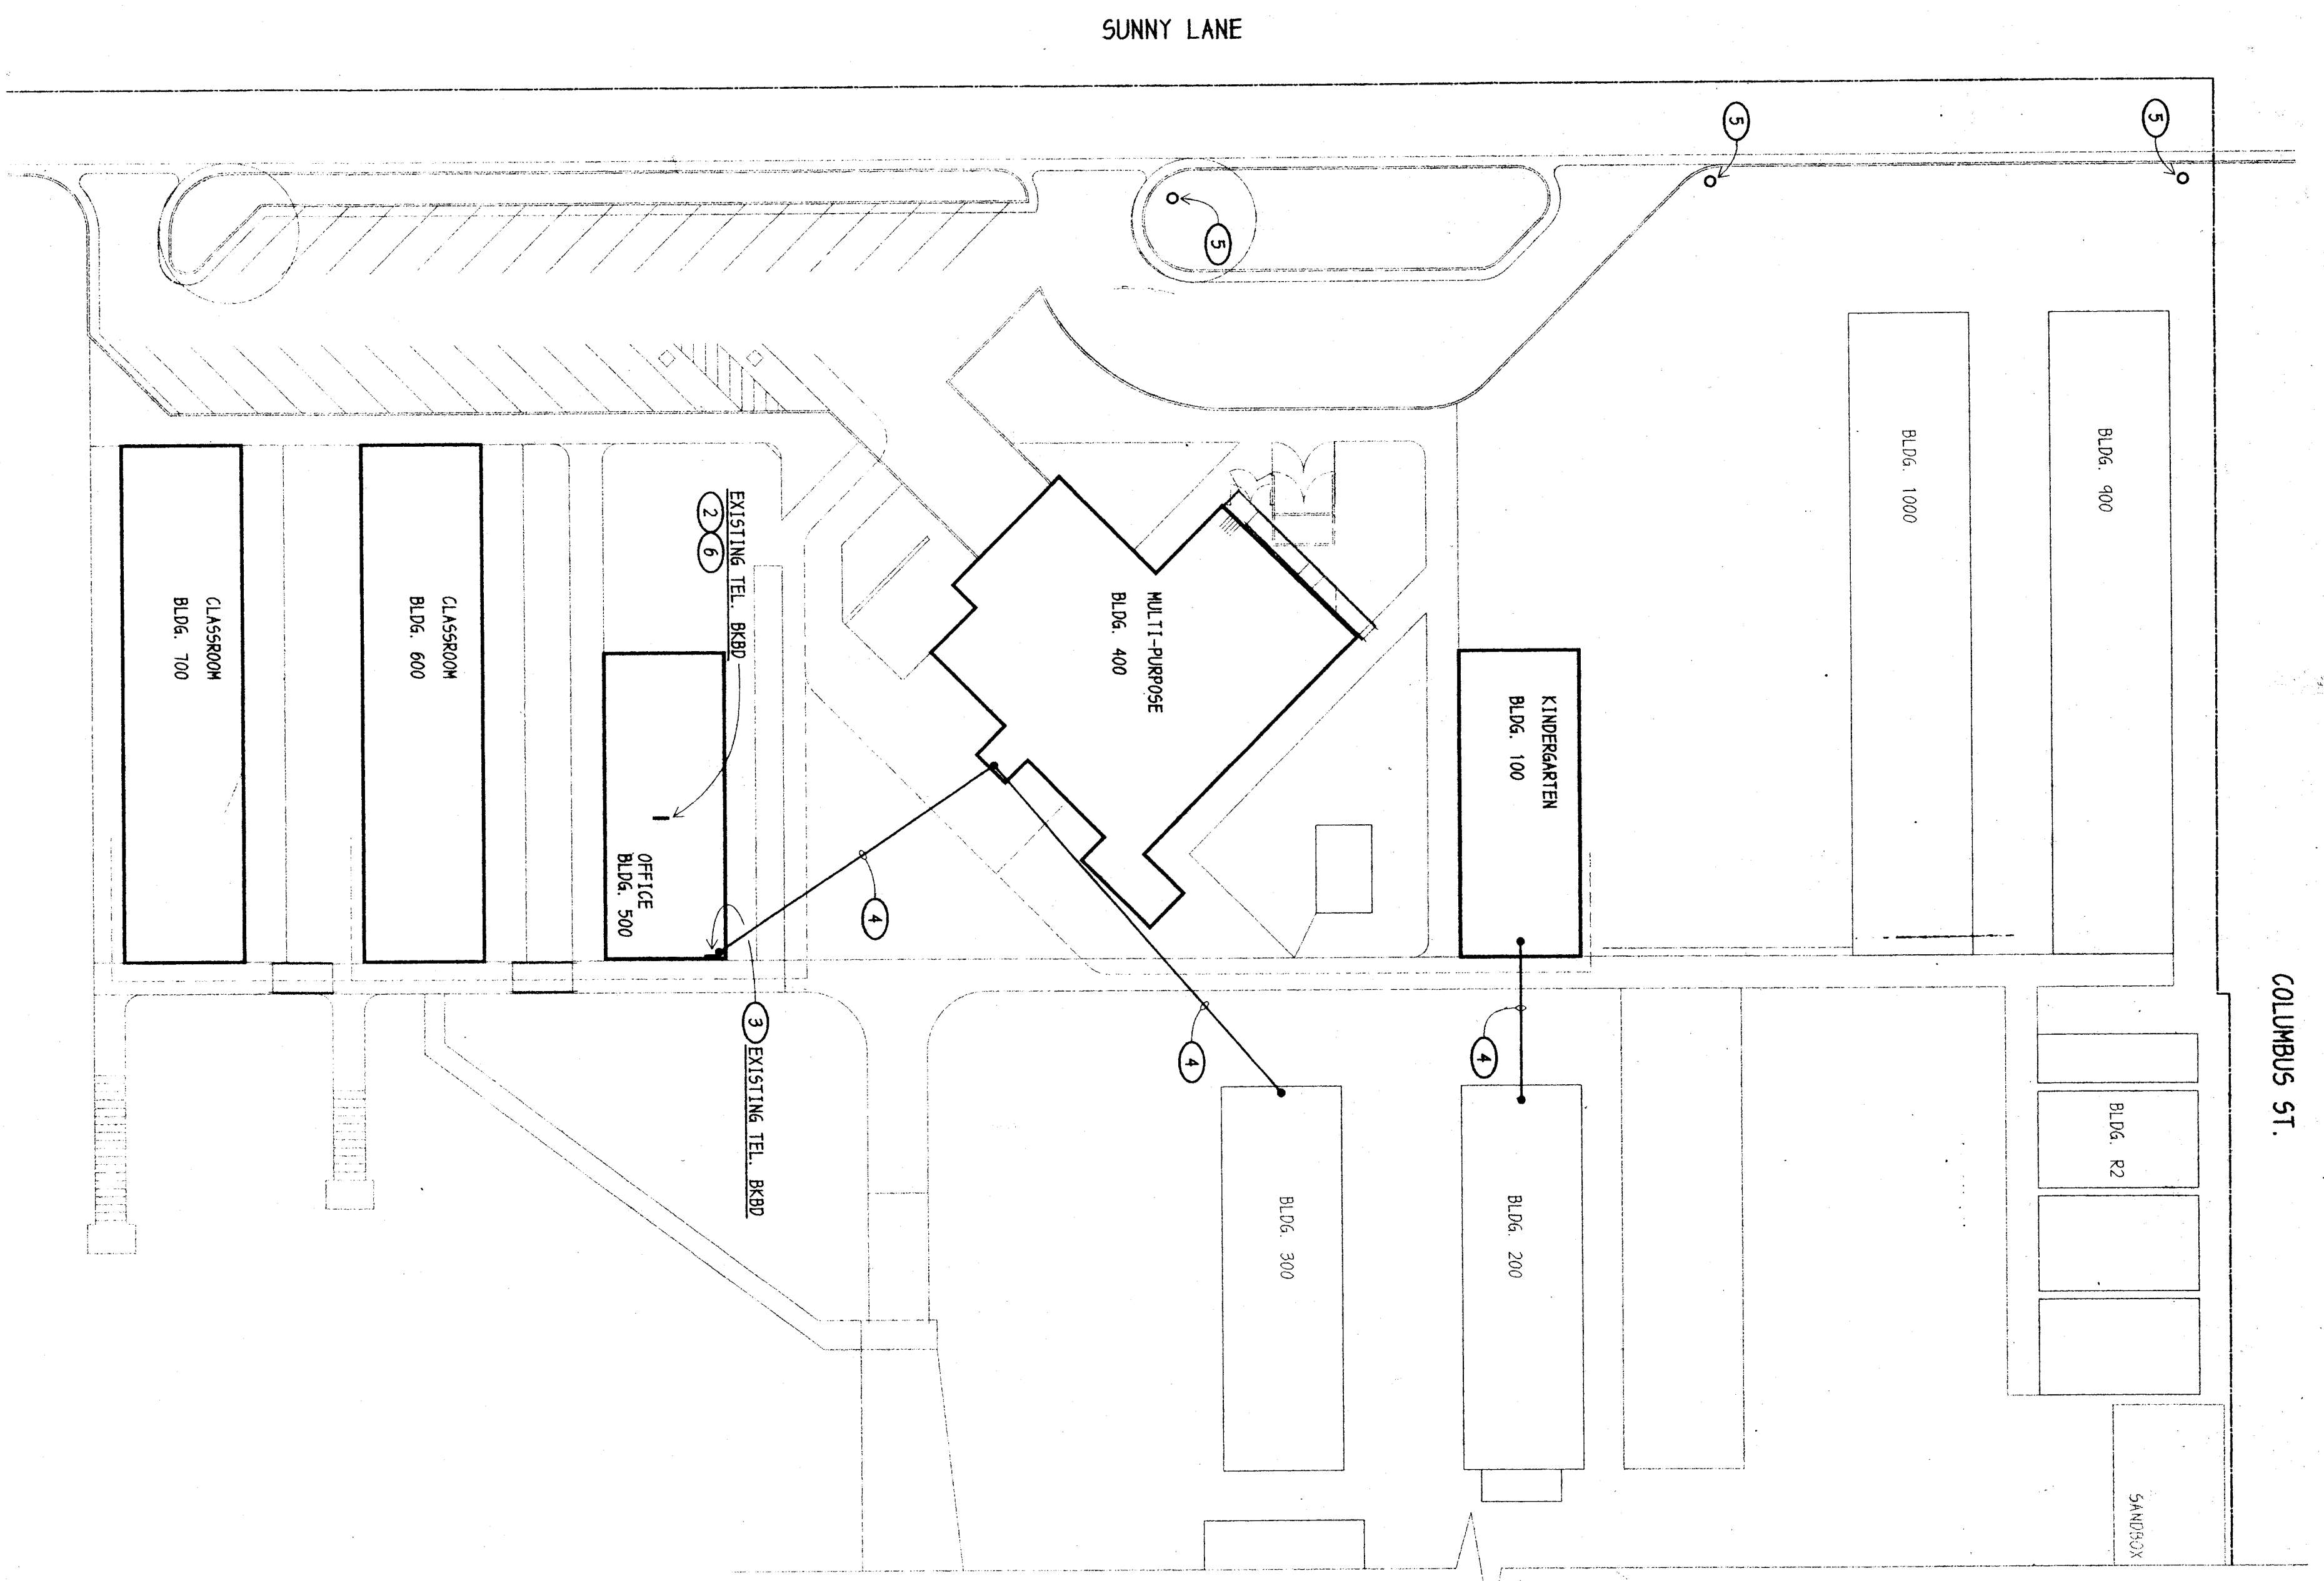 SUNNY LANE
5
5
5
BLDG. 900
BLDG. 1000
EXISTING TEL. BKBD
2
6
MULTI-PURPOSE
BLDG. 400
CLASSROOM
BLDG. 700
CLASSROOM
BLDG. 600
KINDERGARTEN
BLDG. 100
OFFICE
BLDG. 500
4
3
EXISTING TEL. BKBD
4
4
COLUMBUS ST.
BLDG. R2
BLDG. 300
BLDG. 200
SANDBOX